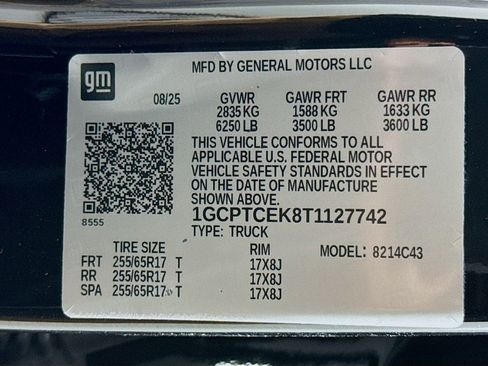 gm
MFD BY GENERAL MOTORS LLC
08/25 GVWR GAWR FRT GAWR RR
2835 KG 1588 KG 1633 KG
6250 LB 3500 LB 3600 LB
THIS VEHICLE CONFORMS TO ALL
APPLICABLE U.S. FEDERAL MOTOR
VEHICLE SAFETY STANDARDS IN EFFECT
ON THE DATE OF MANUFACTURE
SHOWN ABOVE.
1GCPTCEK8T1127742
8555
TYPE: TRUCK
TIRE SIZE RIM MODEL: 8214C43
FRT 255/65R17 T 17X8J
RR 255/65R17 T 17X8J
SPA 255/65R17 T 17X8J